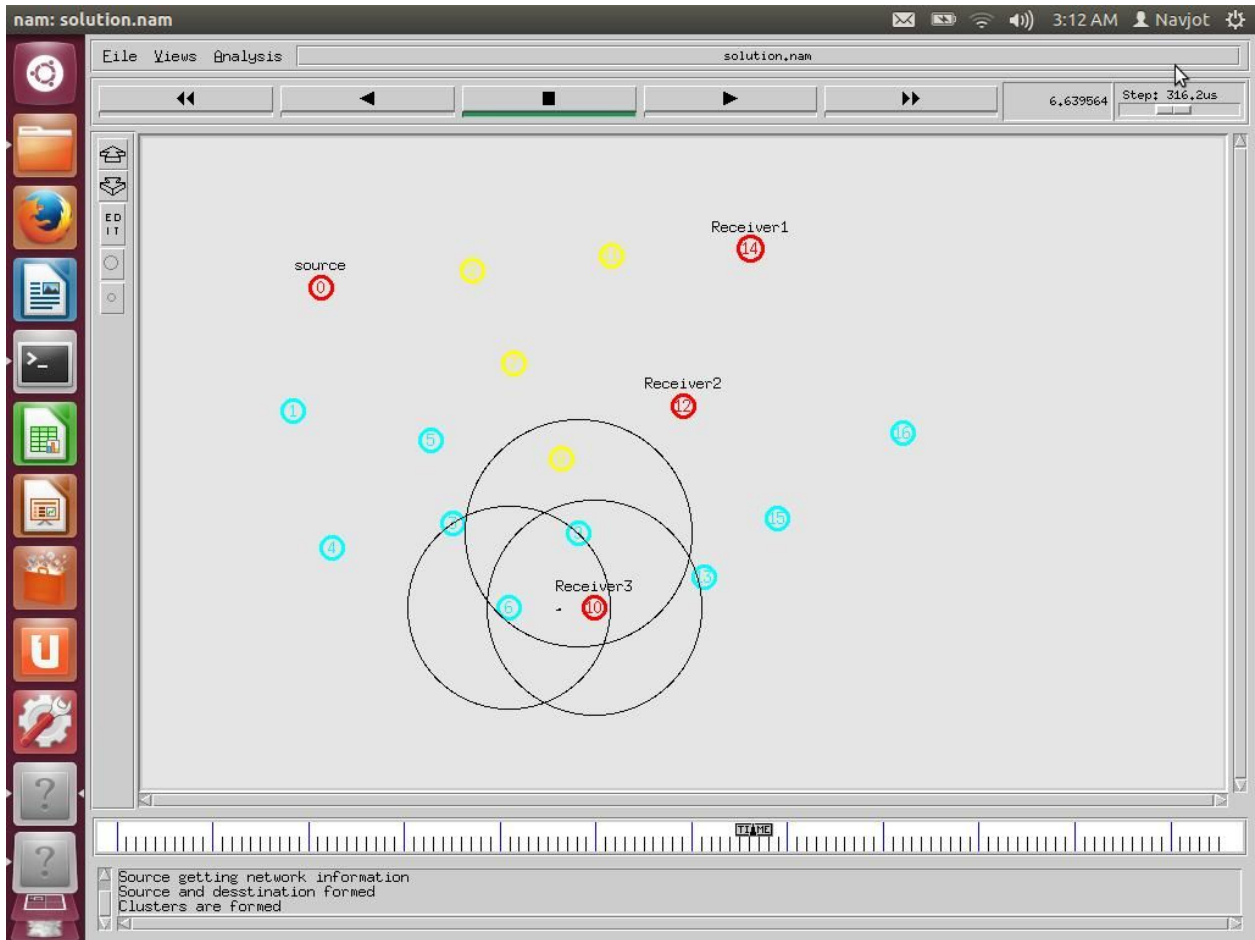 nam: solution.nam
3:12 AM Navjot
File Views Analysis
solution.nam
6.639564
Step: 316.2us
ED
IT
Receiver1
14
source
0
Receiver2
12
1
5
16
15
4
Receiver3
13
6
10
TIME
Source getting network information
Source and desstination formed
Clusters are formed